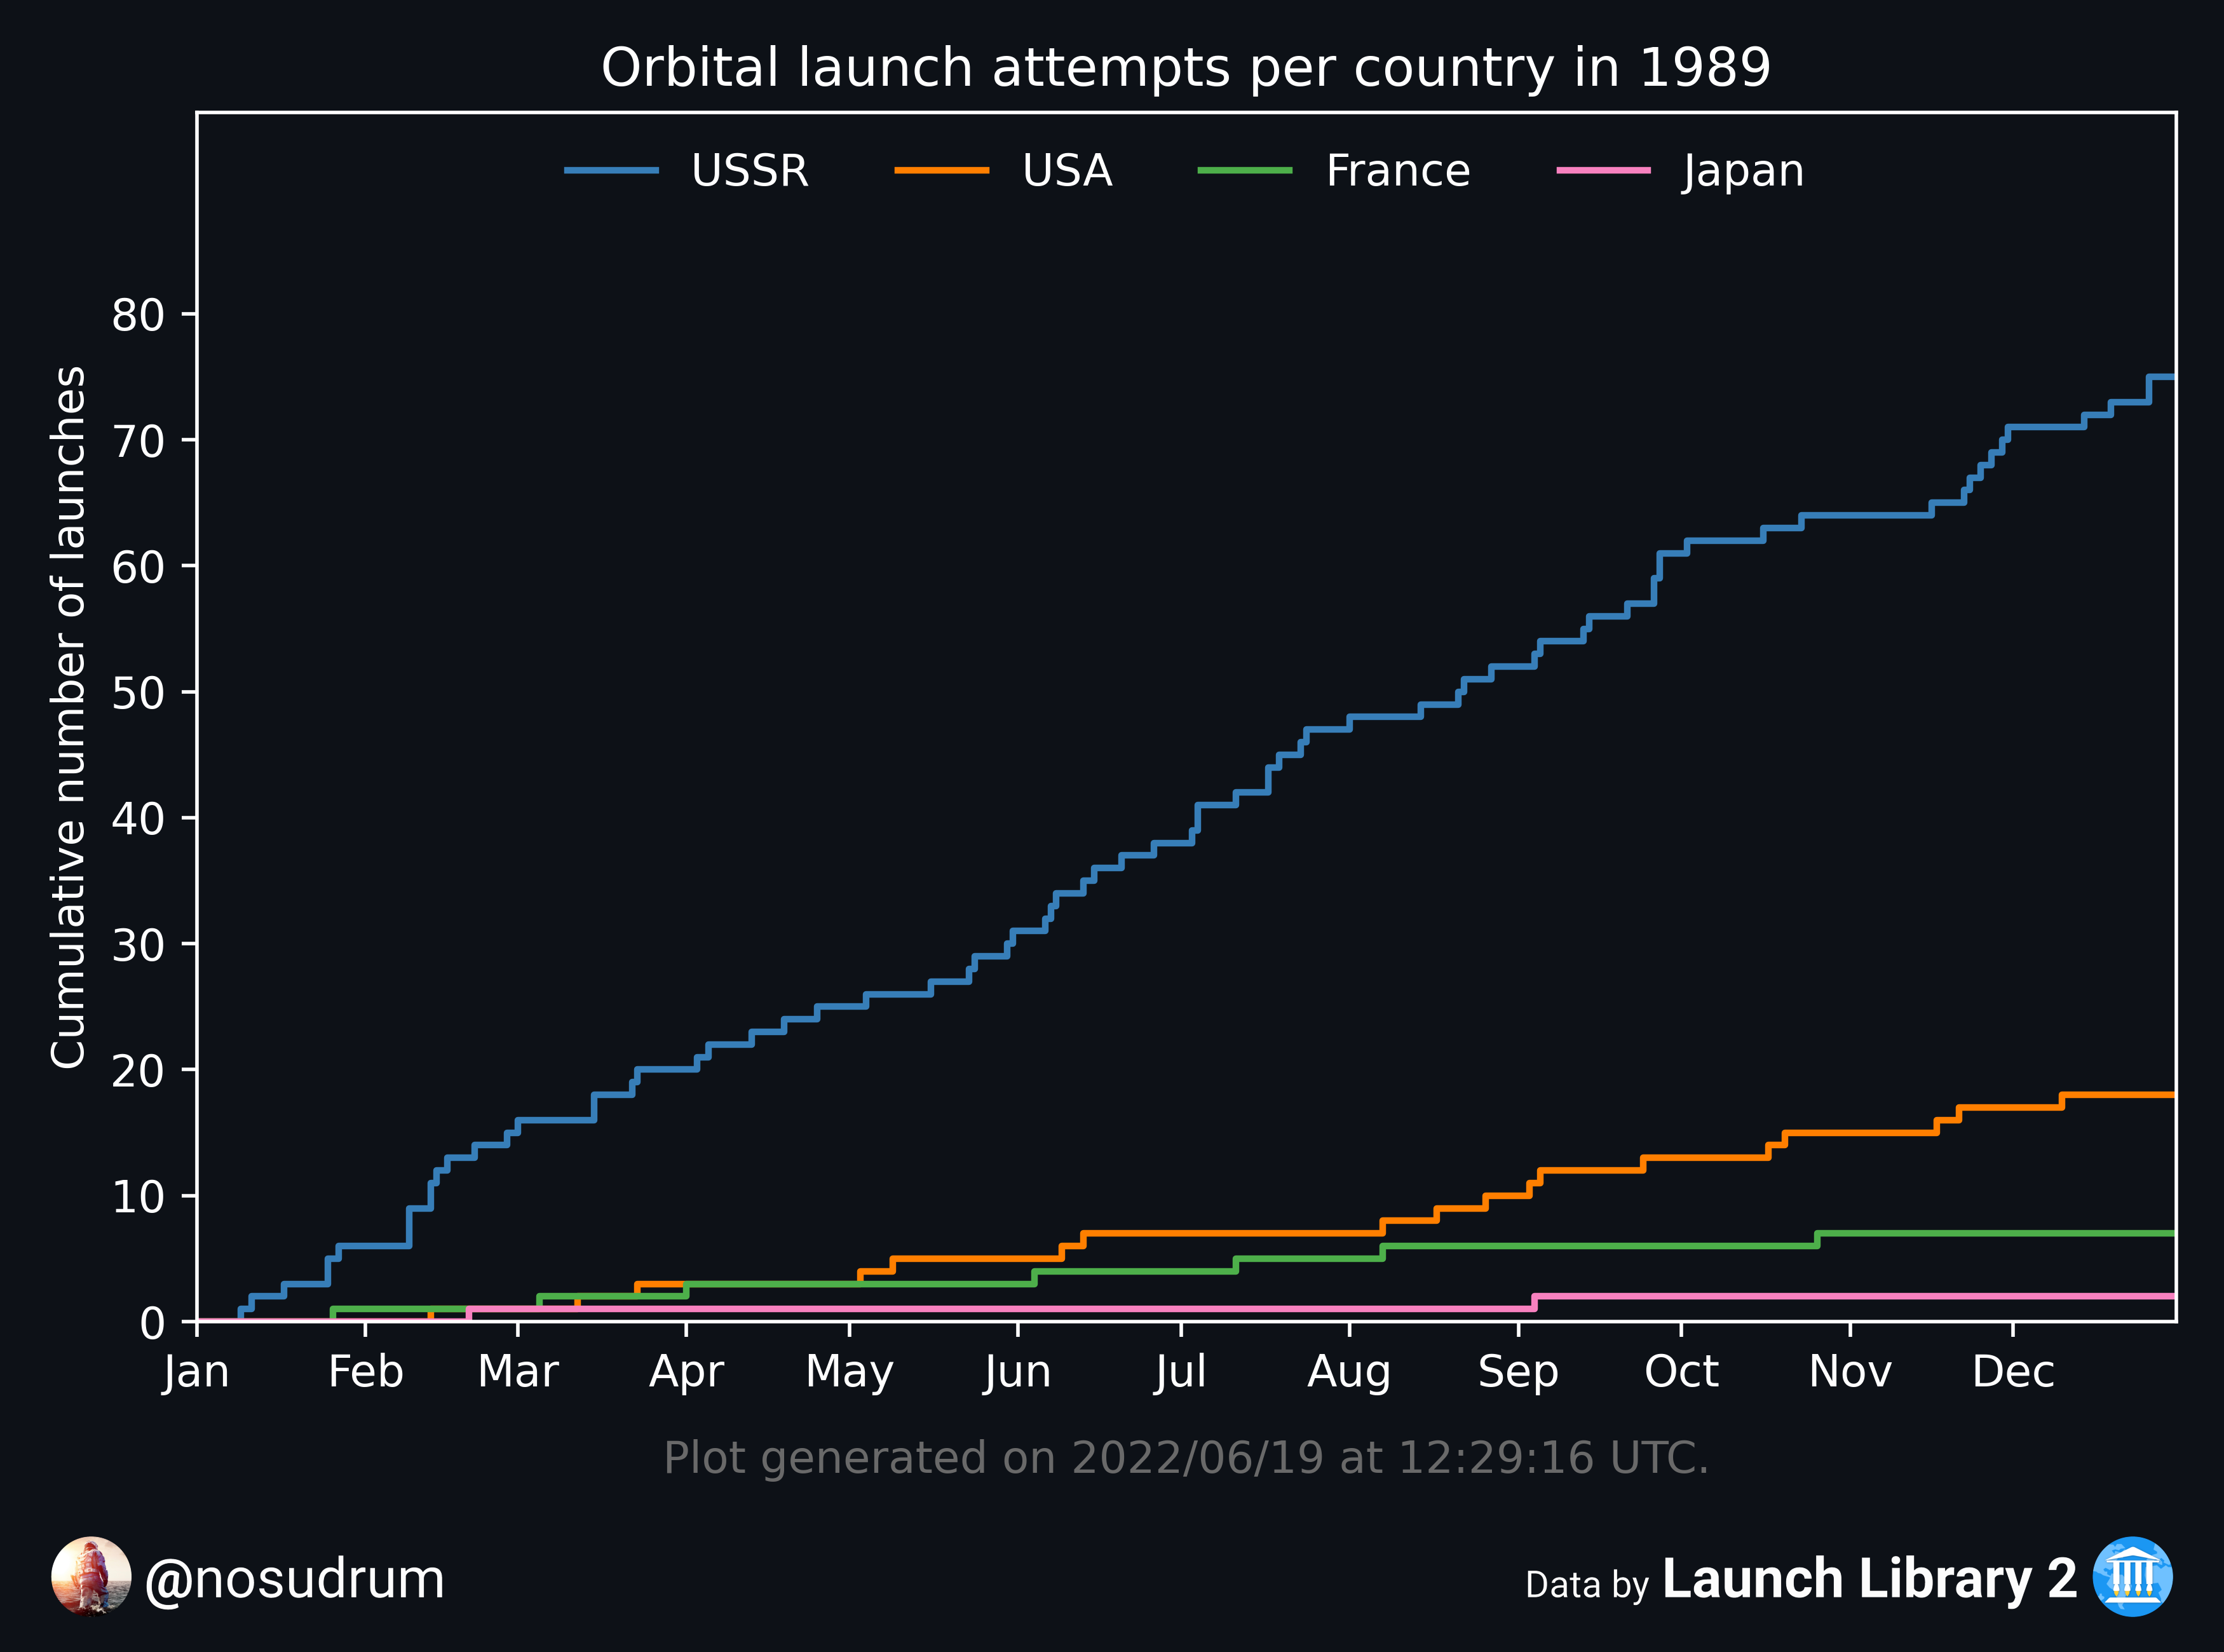 Orbital launch attempts per country in 1989
USSR USA France Japan
80
70
60
50
40
30
20
10
0
Cumulative number of launches
Jan Feb Mar Apr May Jun Jul Aug Sep Oct Nov Dec
Plot generated on 2022/06/19 at 12:29:16 UTC.
@nosudrum
Data by Launch Library 2